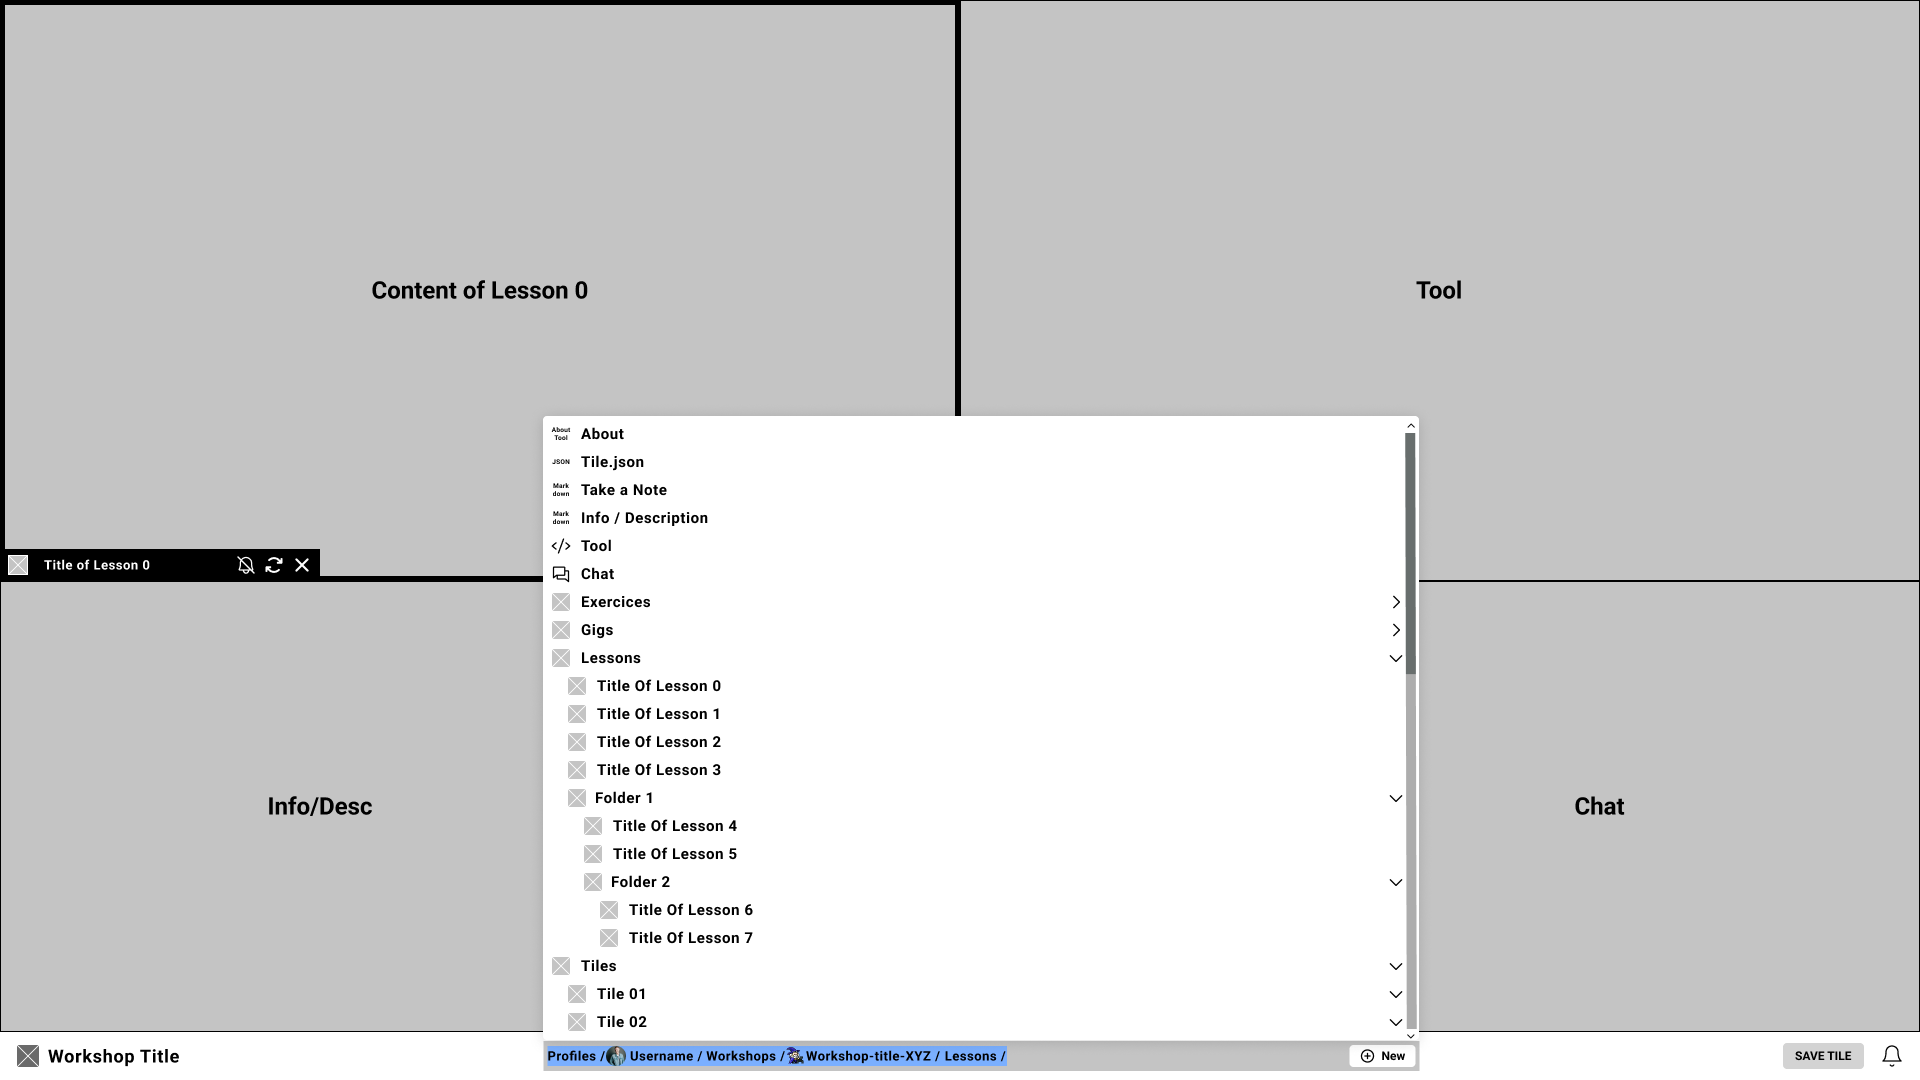 Content of Lesson 0
Tool
Title of Lesson 0
Info/Desc
Chat
About Tool About
JSON Tile.json
Mark down Take a Note
Mark down Info / Description
</> Tool
Chat
Exercices
Gigs
Lessons
Title Of Lesson 0
Title Of Lesson 1
Title Of Lesson 2
Title Of Lesson 3
Folder 1
Title Of Lesson 4
Title Of Lesson 5
Folder 2
Title Of Lesson 6
Title Of Lesson 7
Tiles
Tile 01
Tile 02
Workshop Title
Profiles / Username / Workshops / Workshop-title-XYZ / Lessons /
New
SAVE TILE